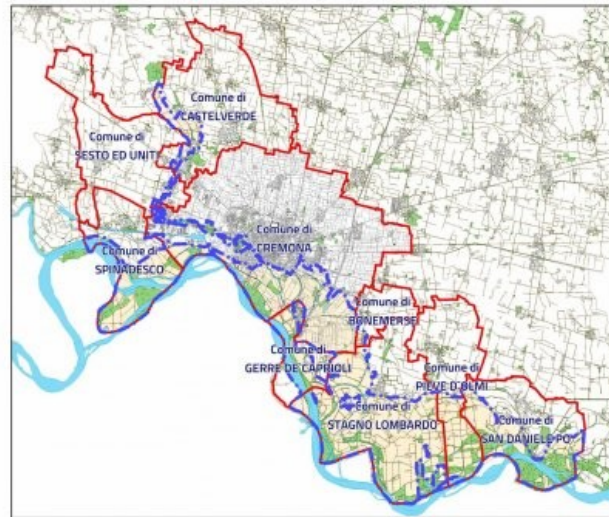 Comune di
CASTELVERDE
Comune di
SESTO ED UNITI
Comune di
CREMONA
Comune di
SPINADESCO
Comune di
BONEMERSE
Comune di
GERRE DE CAPRIOLI
Comune di
PIEVE D'OLMI
Comune di
STAGNO LOMBARDO
Comune di
SAN DANIELE PO